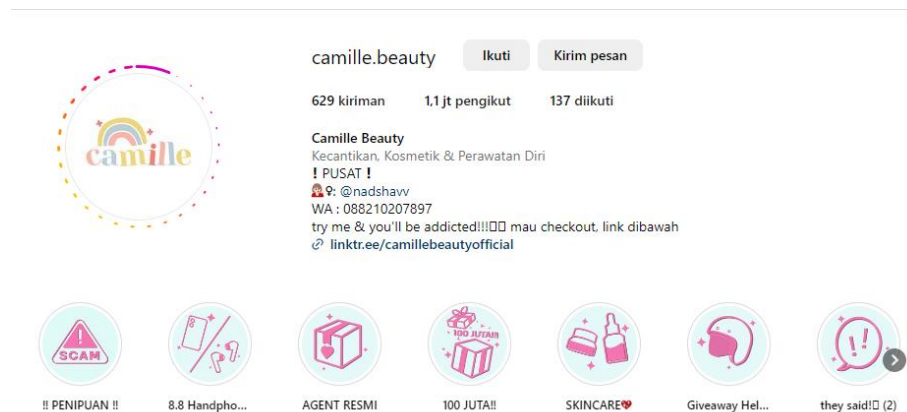 camille.beauty Ikuti Kirim pesan
629 kiriman 1,1 jt pengikut 137 diikuti
camille
Camille Beauty
Kecantikan, Kosmetik & Perawatan Diri
❗PUSAT❗
🙍🏻‍♀: @nadshavv
WA : 088210207897
try me & you'll be addicted!!! mau checkout, link dibawah
linktr.ee/camillebeautyofficial
SCAM
8
100 JUTA!!!
!!
!! PENIPUAN !! 8.8 Handpho... AGENT RESMI 100 JUTA!! SKINCARE💖 Giveaway Hel... they said! (2)